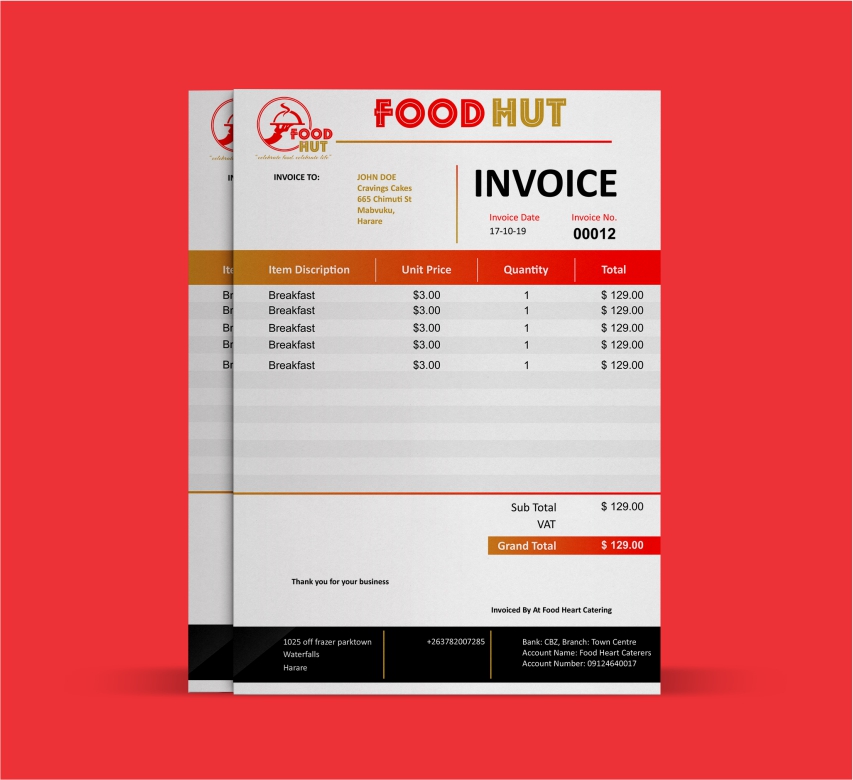 FOOD HUT
FOOD
HUT
"celebrate food, celebrate life"
INVOICE TO:
JOHN DOE
Cravings Cakes
665 Chimuti St
Mabvuku,
Harare
INVOICE
Invoice Date Invoice No.
17-10-19 00012
Item Discription Unit Price Quantity Total
Breakfast $3.00 1 $ 129.00
Breakfast $3.00 1 $ 129.00
Breakfast $3.00 1 $ 129.00
Breakfast $3.00 1 $ 129.00
Breakfast $3.00 1 $ 129.00
Sub Total $ 129.00
VAT
Grand Total $ 129.00
Thank you for your business
Invoiced By At Food Heart Catering
1025 off frazer parktown
Waterfalls
Harare
+263782007285
Bank: CBZ, Branch: Town Centre
Account Name: Food Heart Caterers
Account Number: 09124640017